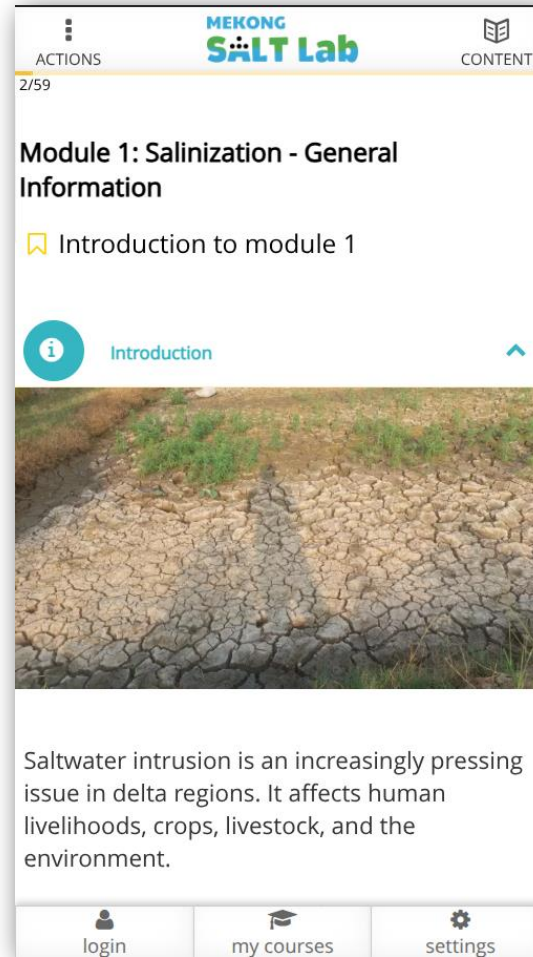 ACTIONS
MEKONG
SALT Lab
CONTENT
2/59
Module 1: Salinization - General
Information
Introduction to module 1
Introduction
Saltwater intrusion is an increasingly pressing
issue in delta regions. It affects human
livelihoods, crops, livestock, and the
environment.
login
my courses
settings